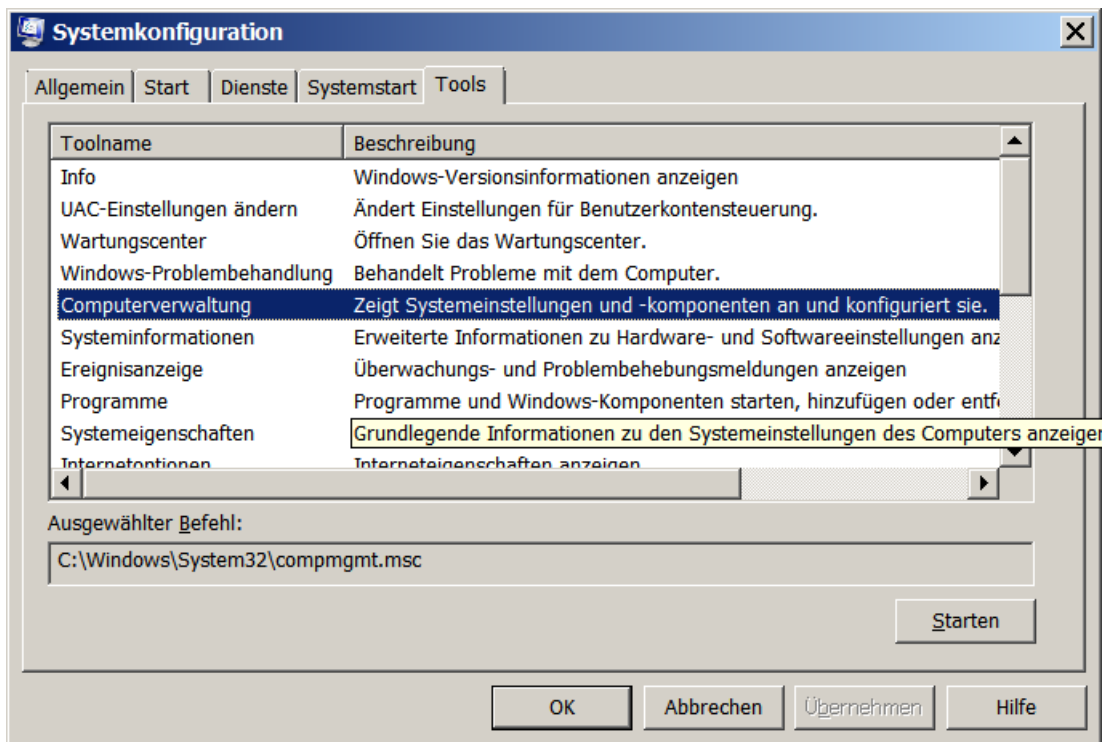 Systemkonfiguration
Allgemein Start Dienste Systemstart Tools
Toolname Beschreibung
Info Windows-Versionsinformationen anzeigen
UAC-Einstellungen ändern Ändert Einstellungen für Benutzerkontensteuerung.
Wartungscenter Öffnen Sie das Wartungscenter.
Windows-Problembehandlung Behandelt Probleme mit dem Computer.
Computerverwaltung Zeigt Systemeinstellungen und -komponenten an und konfiguriert sie.
Systeminformationen Erweiterte Informationen zu Hardware- und Softwareeinstellungen anz
Ereignisanzeige Überwachungs- und Problembehebungsmeldungen anzeigen
Programme Programme und Windows-Komponenten starten, hinzufügen oder entfe
Systemeigenschaften Grundlegende Informationen zu den Systemeinstellungen des Computers anzeigen
Internetoptionen Interneteigenschaften anzeigen
Ausgewählter Befehl:
C:\Windows\System32\compmgmt.msc
Starten
OK Abbrechen Übernehmen Hilfe